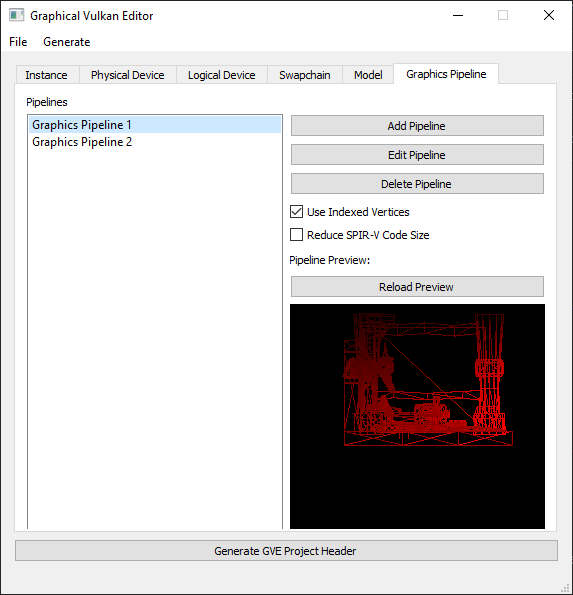 Graphical Vulkan Editor
File Generate
Instance Physical Device Logical Device Swapchain Model Graphics Pipeline
Pipelines
Graphics Pipeline 1
Graphics Pipeline 2
Add Pipeline
Edit Pipeline
Delete Pipeline
Use Indexed Vertices
Reduce SPIR-V Code Size
Pipeline Preview:
Reload Preview
Generate GVE Project Header